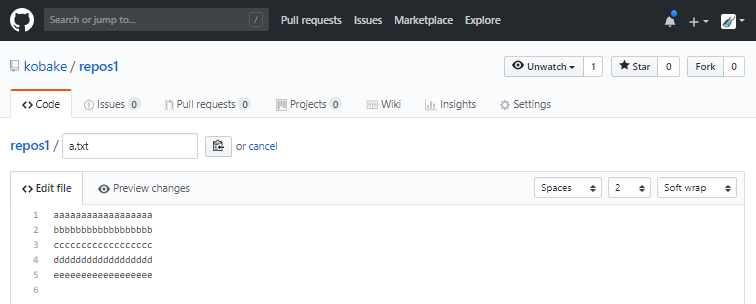 Search or jump to... / Pull requests Issues Marketplace Explore
kobake / repos1 Unwatch 1 Star 0 Fork 0
Code Issues 0 Pull requests 0 Projects 0 Wiki Insights Settings
repos1 / a.txt or cancel
Edit file Preview changes Spaces 2 Soft wrap
1 aaaaaaaaaaaaaaaaaa
2 bbbbbbbbbbbbbbbbbb
3 cccccccccccccccccc
4 dddddddddddddddddd
5 eeeeeeeeeeeeeeeeee
6